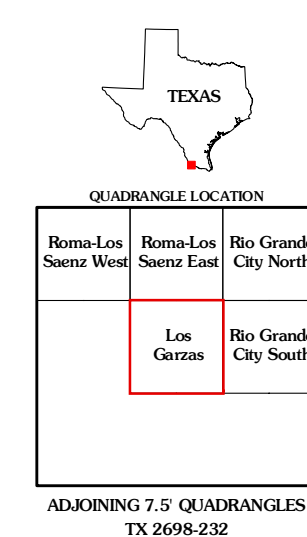 TEXAS
QUADRANGLE LOCATION
Roma-Los
Saenz West
Roma-Los
Saenz East
Rio Grande
City North
Los
Garzas
Rio Grande
City South
ADJOINING 7.5' QUADRANGLES
TX 2698-232